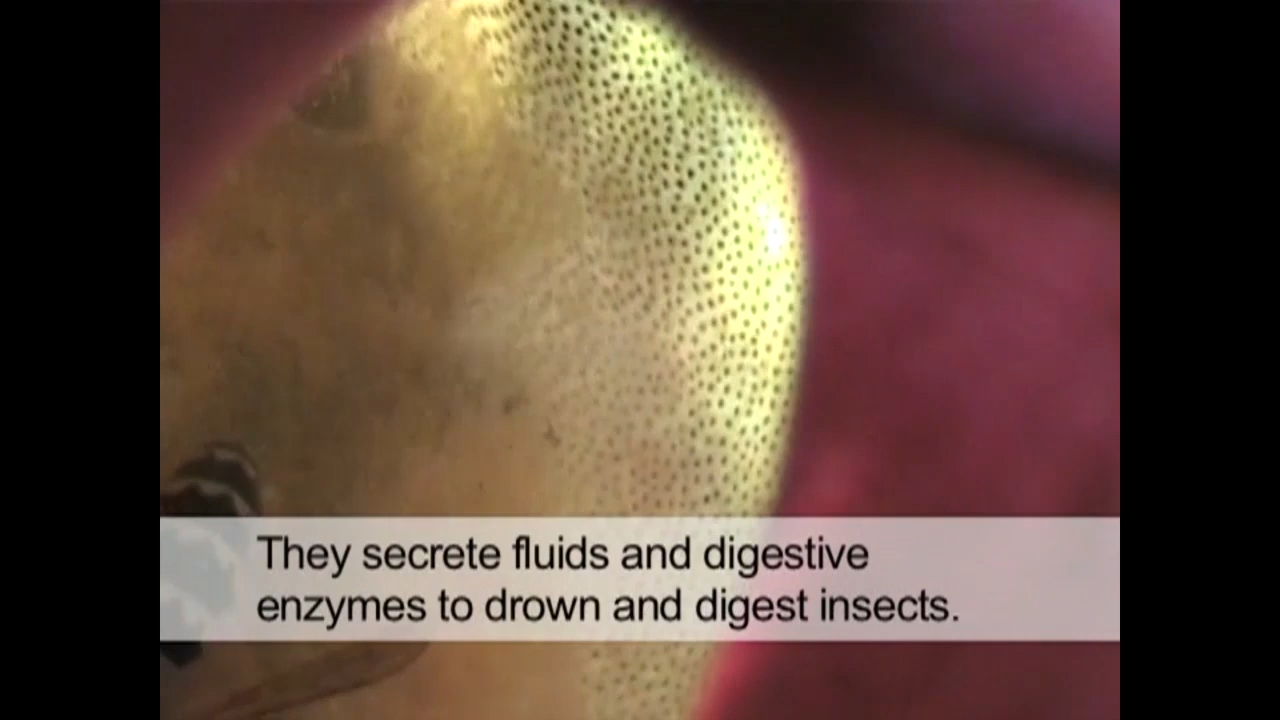 They secrete fluids and digestive
enzymes to drown and digest insects.